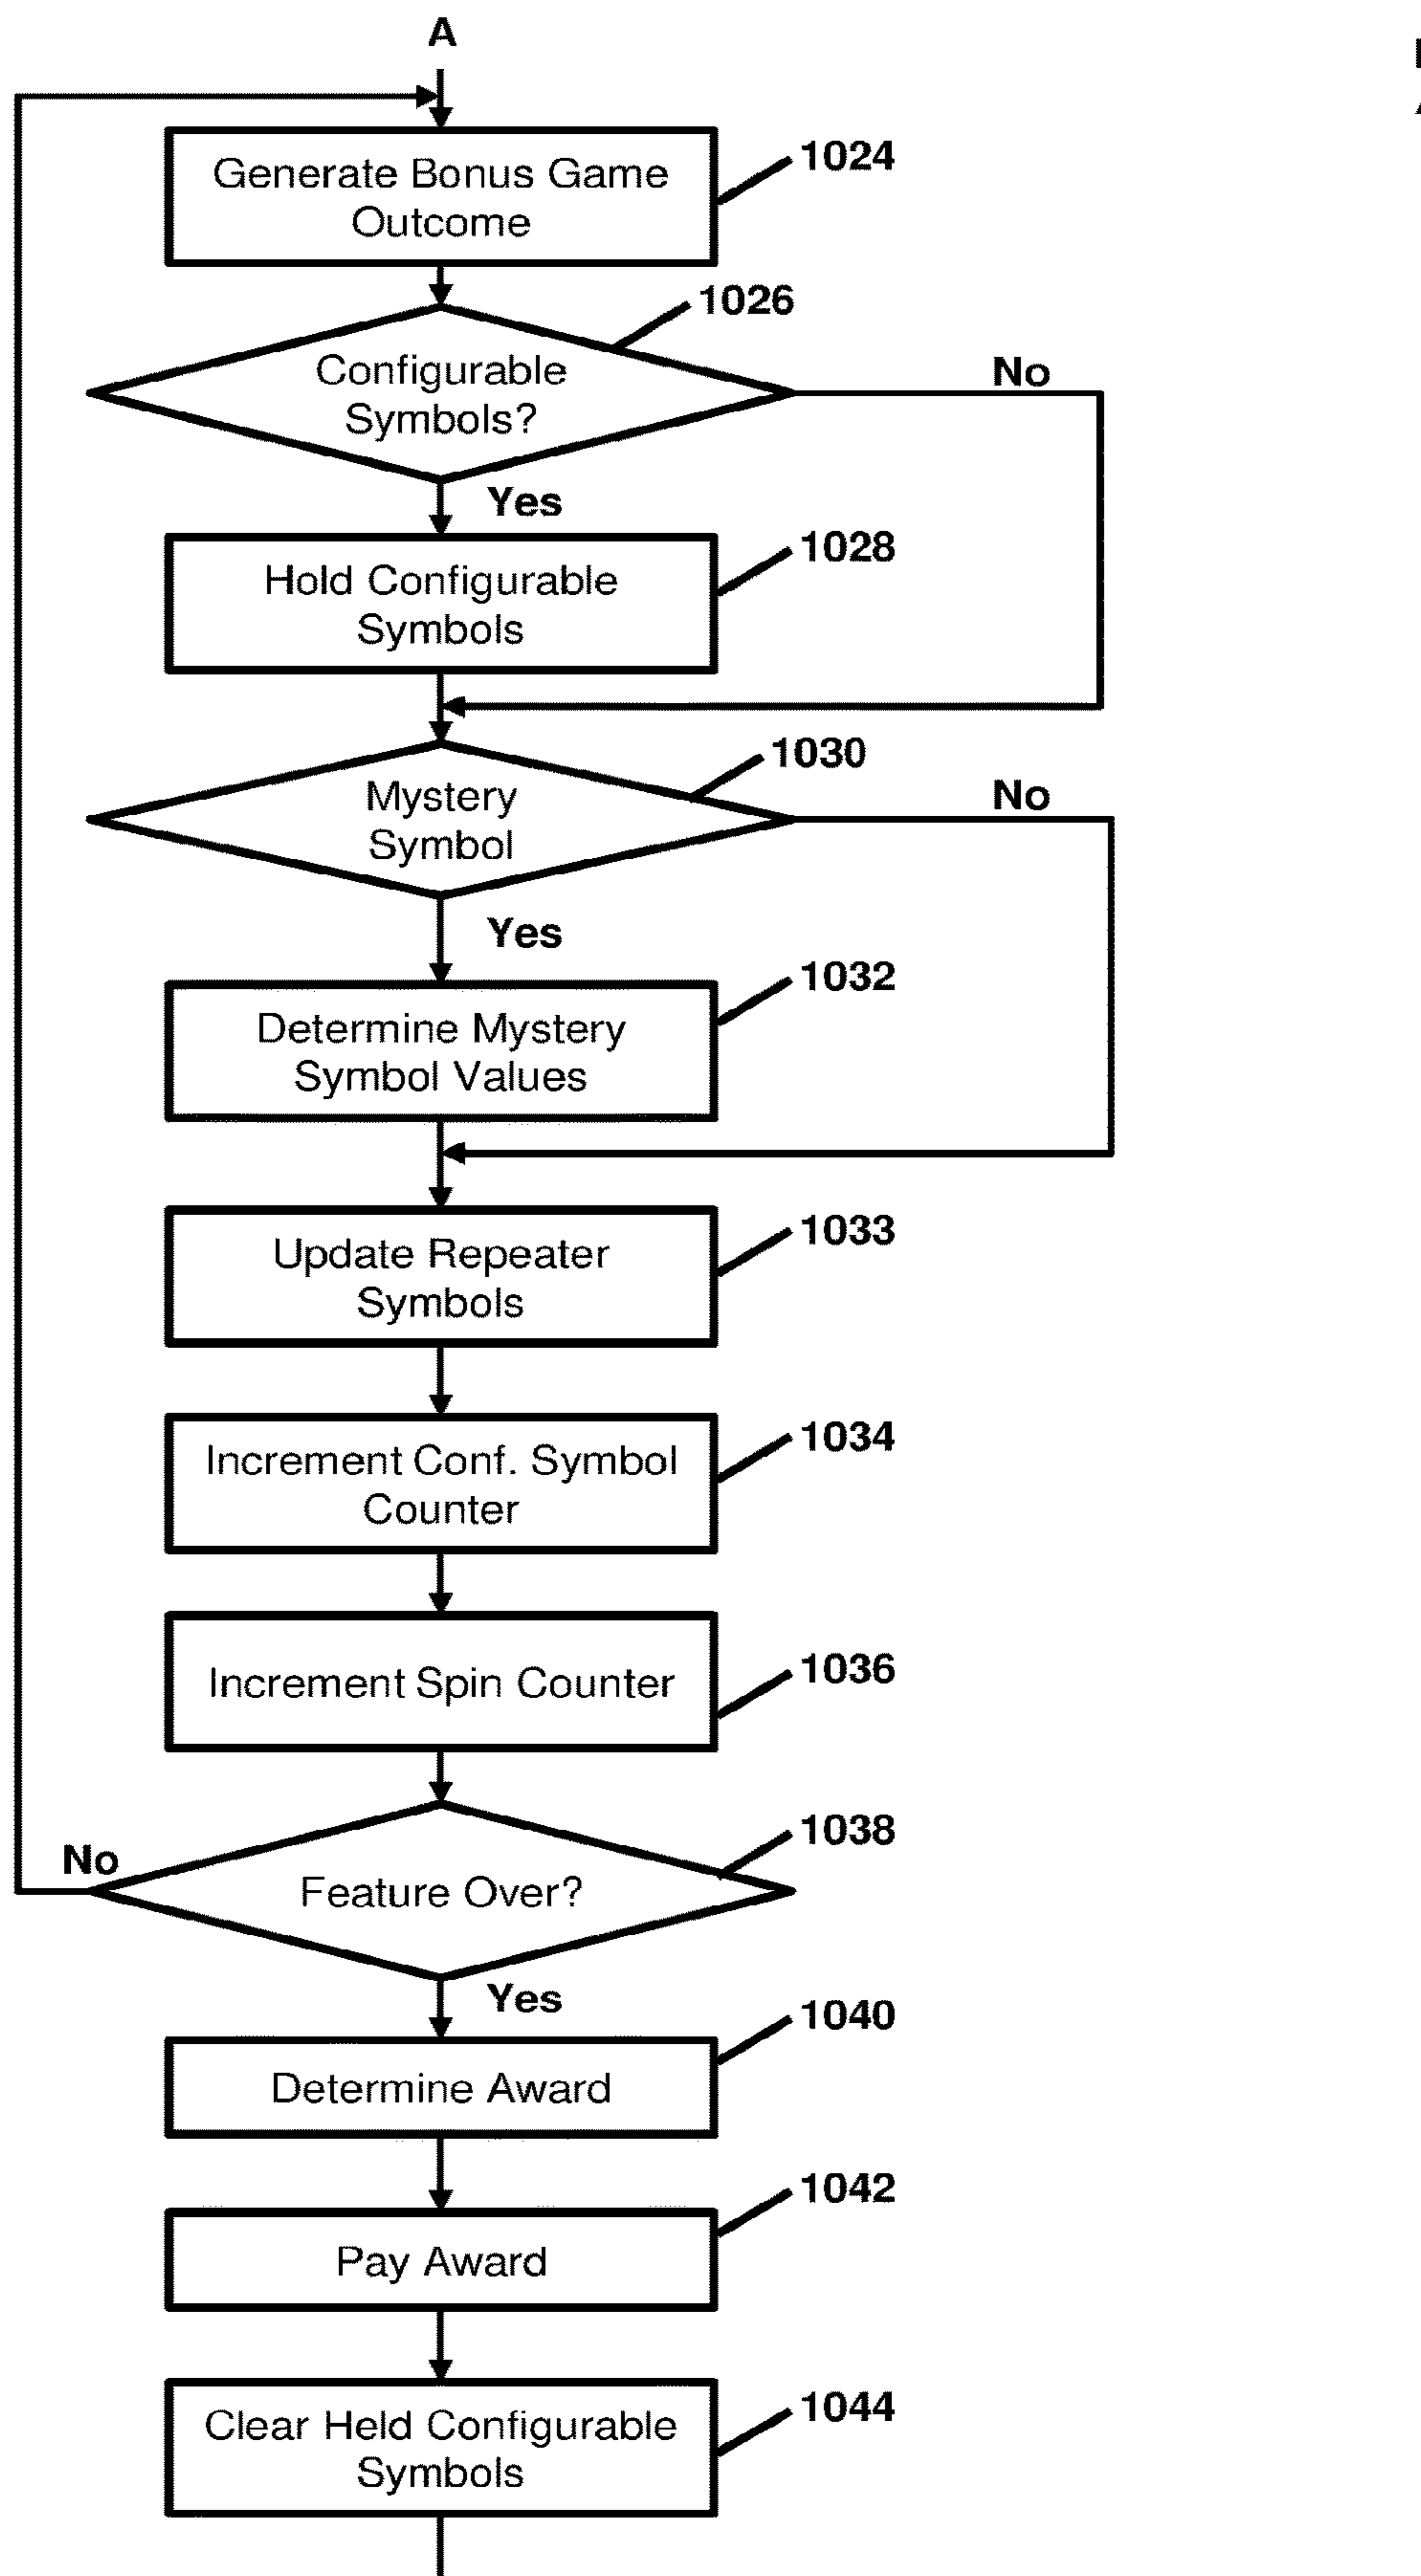 A
Generate Bonus Game
Outcome
1024
1026
Configurable
Symbols?
No
Yes
Hold Configurable
Symbols
1028
1030
Mystery
Symbol
No
Yes
Determine Mystery
Symbol Values
1032
Update Repeater
Symbols
1033
Increment Conf. Symbol
Counter
1034
Increment Spin Counter
1036
1038
No
Feature Over?
Yes
Determine Award
1040
Pay Award
1042
Clear Held Configurable
Symbols
1044